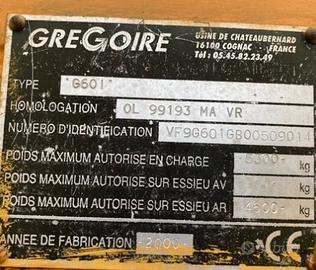 GREGOIRE
USINE DE CHATEAUBERNARD
16100 COGNAC - FRANCE
Tél : 05.45.82.23.49
TYPE G601
HOMOLOGATION OL 99193 MA VR
NUMERO D'IDENTIFICATION VF9G601GB00509014
POIDS MAXIMUM AUTORISE EN CHARGE kg
POIDS MAXIMUM AUTORISE SUR ESSIEU AV kg
POIDS MAXIMUM AUTORISE SUR ESSIEU AR kg
ANNEE DE FABRICATION -2000- CE